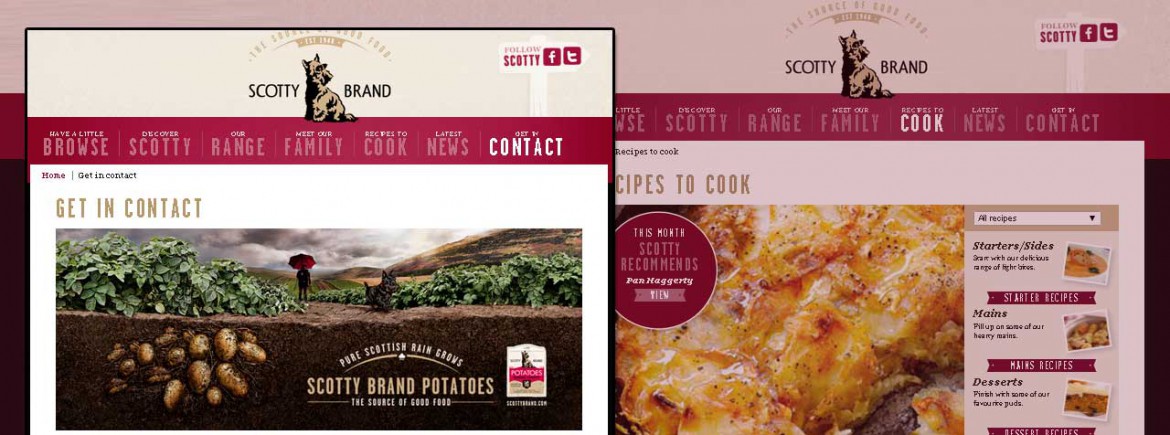 THE SOURCE OF GOOD FOOD
EST 1948
SCOTTY BRAND
FOLLOW
SCOTTY
HAVE A LITTLE
BROWSE
DISCOVER
SCOTTY
OUR
RANGE
MEET OUR
FAMILY
RECIPES TO
COOK
LATEST
NEWS
GET IN
CONTACT
Home | Get in contact
GET IN CONTACT
PURE SCOTTISH RAIN GROWS
SCOTTY BRAND POTATOES
THE SOURCE OF GOOD FOOD
POTATOES
SCOTTYBRAND.COM
THE SOURCE OF GOOD FOOD
SCOTTY BRAND
FOLLOW
SCOTTY
LITTLE
WSE
DISCOVER
SCOTTY
OUR
RANGE
MEET OUR
FAMILY
RECIPES TO
COOK
LATEST
NEWS
GET IN
CONTACT
Recipes to cook
CIPES TO COOK
THIS MONTH
SCOTTY
RECOMMENDS
Pan Haggerty
VIEW
All recipes
Starters/Sides
Start with our delicious
range of light bites.
STARTER RECIPES
Mains
Fill up on some of our
hearty mains.
MAINS RECIPES
Desserts
Finish with some of our
favourite puds.
DESSERT RECIPES